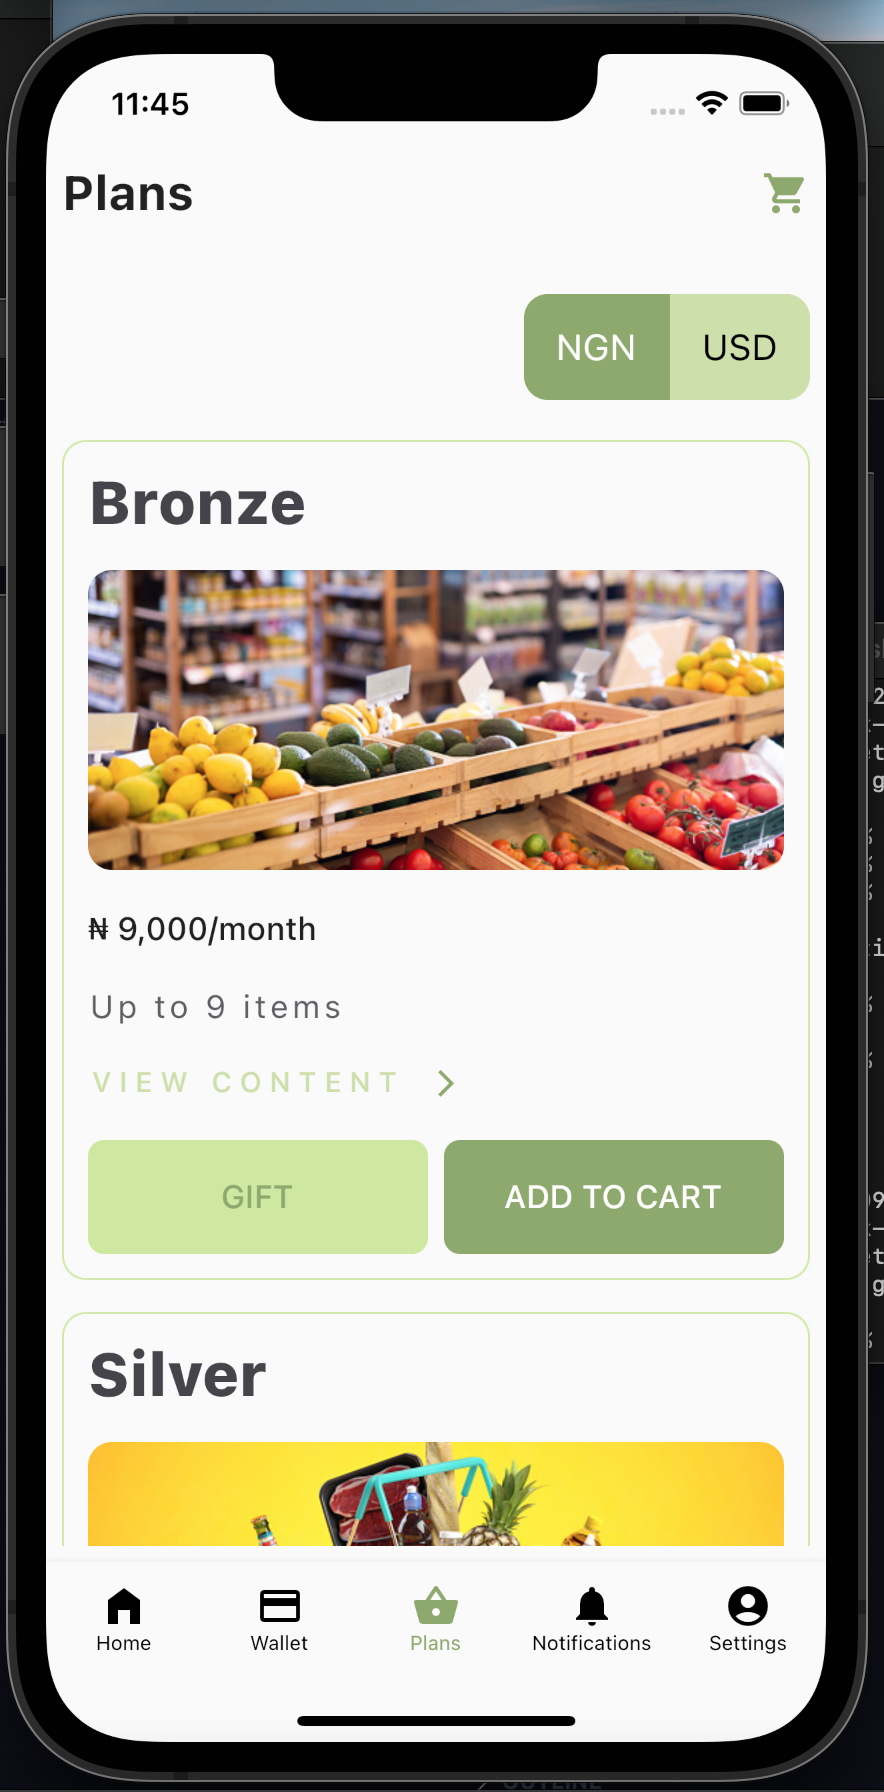 11:45
Plans
NGN USD
Bronze
₦ 9,000/month
Up to 9 items
VIEW CONTENT
GIFT ADD TO CART
Silver
Home Wallet Plans Notifications Settings
OUTLINE